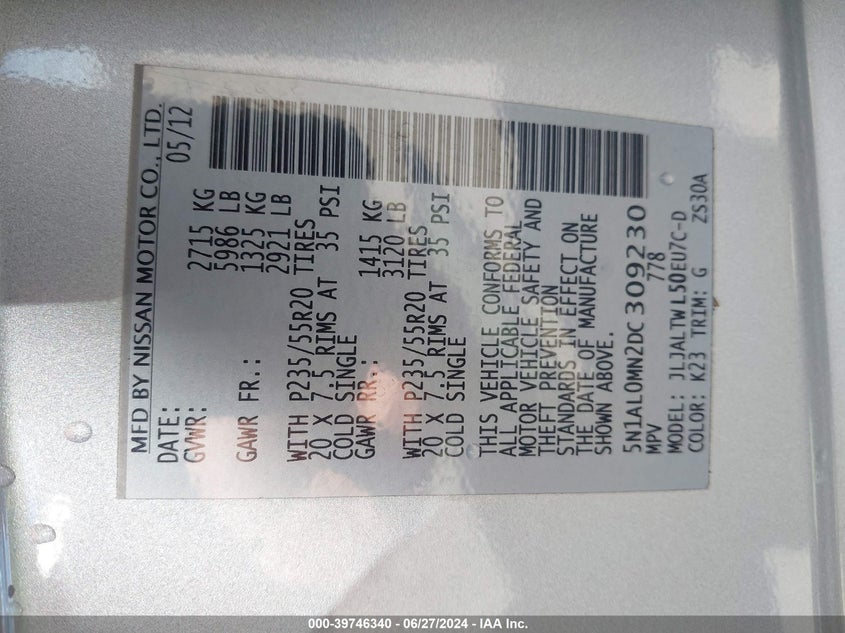 MFD BY NISSAN MOTOR CO., LTD.
DATE: 05/12
GVWR: 2715 KG
5986 LB
GAWR FR.: 1325 KG
2921 LB
WITH P235/55R20 TIRES
20 X 7.5 RIMS AT 35 PSI
COLD SINGLE
GAWR RR.: 1415 KG
3120 LB
WITH P235/55R20 TIRES
20 X 7.5 RIMS AT 35 PSI
COLD SINGLE
THIS VEHICLE CONFORMS TO
ALL APPLICABLE FEDERAL
MOTOR VEHICLE SAFETY AND
THEFT PREVENTION
STANDARDS IN EFFECT ON
THE DATE OF MANUFACTURE
SHOWN ABOVE.
5N1AL0MN2DC309230
MPV 778
MODEL: JLJALTWL50EU7C-D
COLOR: K23 TRIM: G ZS30A
000-39746340 - 06/27/2024 - IAA Inc.